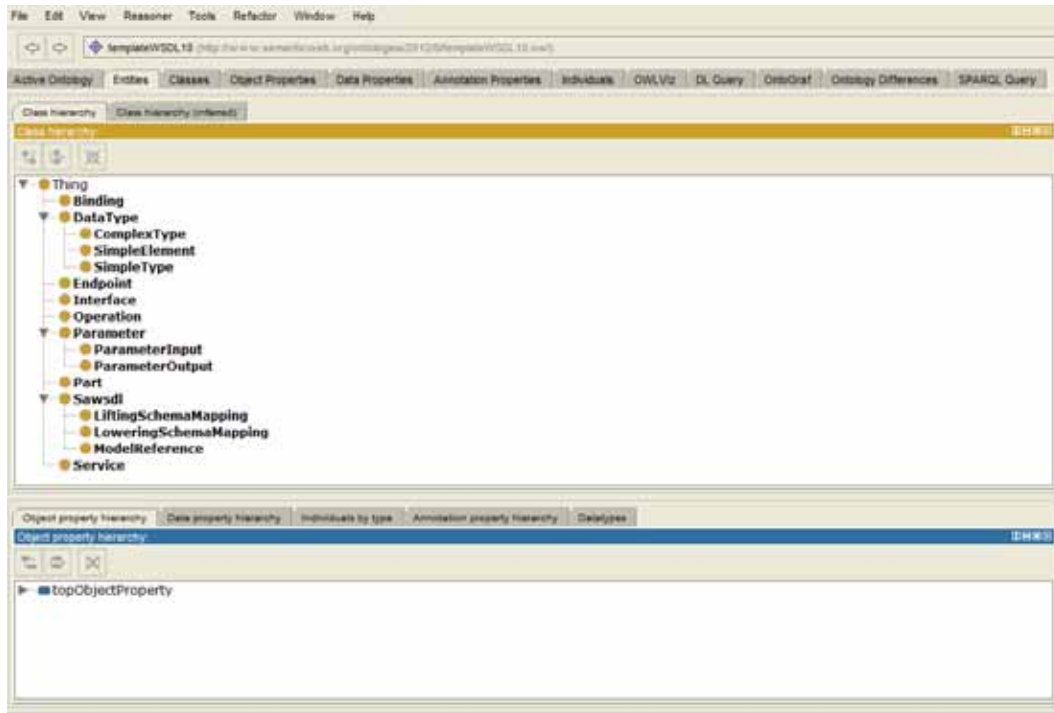 File Edit View Reasoner Tools Refactor Window Help
templateWSDL10
Active Ontology Entities Classes Object Properties Data Properties Annotation Properties Individuals OWLViz DL Query OntoGraf Ontology Differences SPARQL Query
Class hierarchy Class hierarchy (inferred)
Class hierarchy:
Thing
Binding
DataType
ComplexType
SimpleElement
SimpleType
Endpoint
Interface
Operation
Parameter
ParameterInput
ParameterOutput
Part
Sawsdl
LiftingSchemaMapping
LoweringSchemaMapping
ModelReference
Service
Object property hierarchy Data property hierarchy Individuals by type Annotation property hierarchy Datatypes
Object property hierarchy:
topObjectProperty